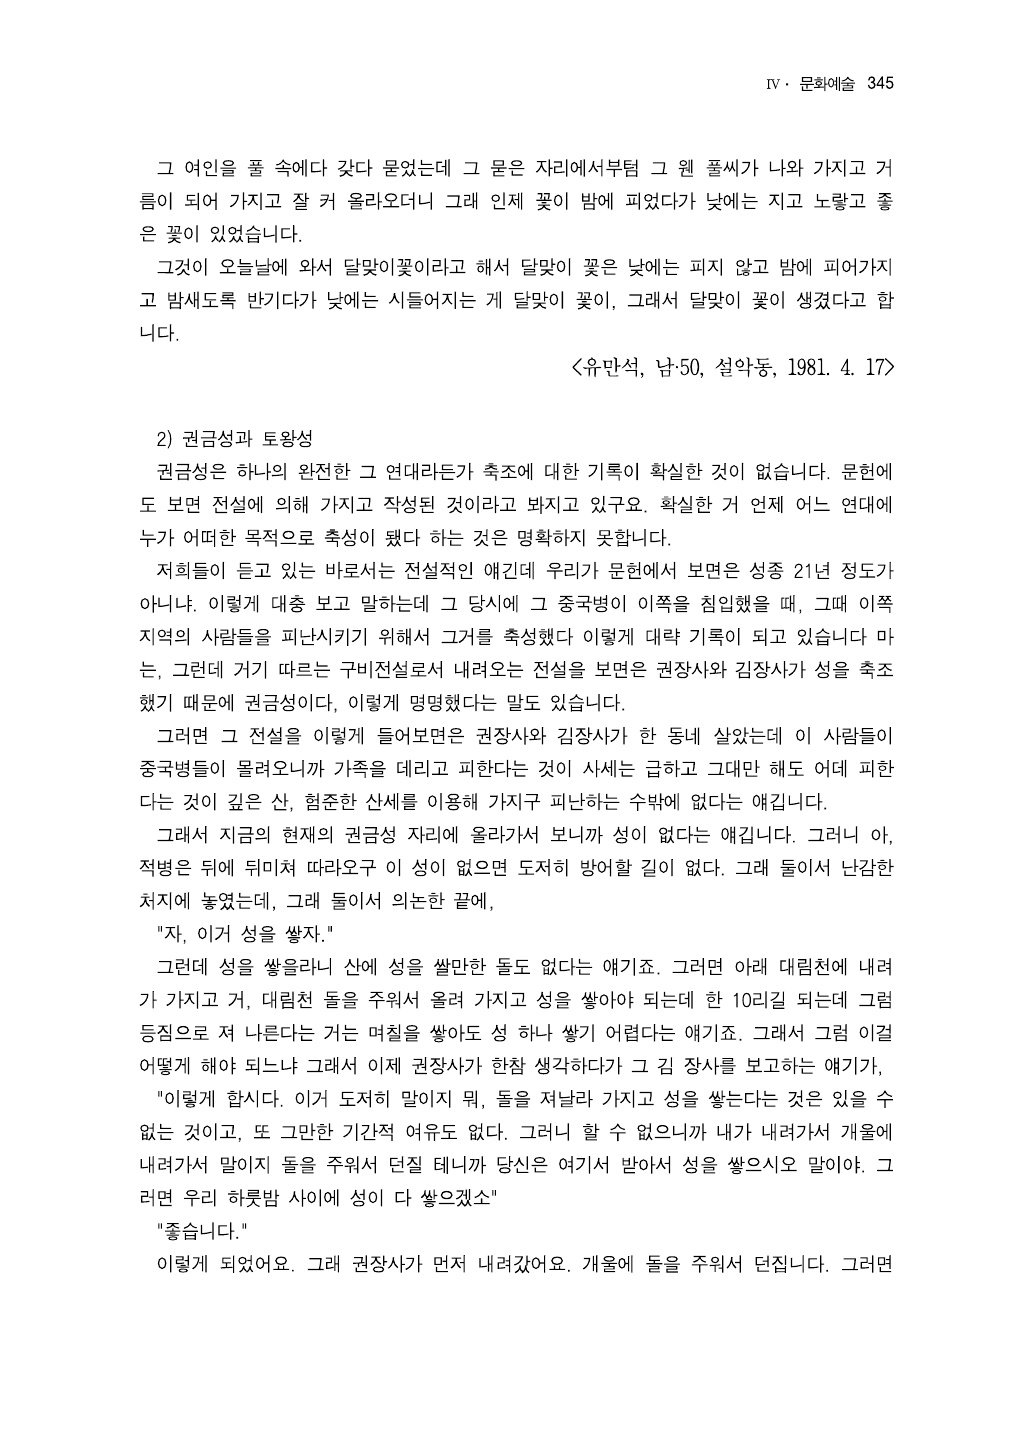 Ⅳ · 문화예술 345
그 여인을 풀 속에다 갖다 묻었는데 그 묻은 자리에서부텀 그 웬 풀씨가 나와 가지고 거
름이 되어 가지고 잘 커 올라오더니 그래 인제 꽃이 밤에 피었다가 낮에는 지고 노랗고 좋
은 꽃이 있었습니다.
그것이 오늘날에 와서 달맞이꽃이라고 해서 달맞이 꽃은 낮에는 피지 않고 밤에 피어가지
고 밤새도록 반기다가 낮에는 시들어지는 게 달맞이 꽃이, 그래서 달맞이 꽃이 생겼다고 합
니다.
<유만석, 남·50, 설악동, 1981. 4. 17>
2) 권금성과 토왕성
권금성은 하나의 완전한 그 연대라든가 축조에 대한 기록이 확실한 것이 없습니다. 문헌에
도 보면 전설에 의해 가지고 작성된 것이라고 봐지고 있구요. 확실한 거 언제 어느 연대에
누가 어떠한 목적으로 축성이 됐다 하는 것은 명확하지 못합니다.
저희들이 듣고 있는 바로서는 전설적인 얘긴데 우리가 문헌에서 보면은 성종 21년 정도가
아니냐. 이렇게 대충 보고 말하는데 그 당시에 그 중국병이 이쪽을 침입했을 때, 그때 이쪽
지역의 사람들을 피난시키기 위해서 그거를 축성했다 이렇게 대략 기록이 되고 있습니다 마
는, 그런데 거기 따르는 구비전설로서 내려오는 전설을 보면은 권장사와 김장사가 성을 축조
했기 때문에 권금성이다, 이렇게 명명했다는 말도 있습니다.
그러면 그 전설을 이렇게 들어보면은 권장사와 김장사가 한 동네 살았는데 이 사람들이
중국병들이 몰려오니까 가족을 데리고 피한다는 것이 사세는 급하고 그대만 해도 어데 피한
다는 것이 깊은 산, 험준한 산세를 이용해 가지구 피난하는 수밖에 없다는 얘깁니다.
그래서 지금의 현재의 권금성 자리에 올라가서 보니까 성이 없다는 얘깁니다. 그러니 아,
적병은 뒤에 뒤미쳐 따라오구 이 성이 없으면 도저히 방어할 길이 없다. 그래 둘이서 난감한
처지에 놓였는데, 그래 둘이서 의논한 끝에,
"자, 이거 성을 쌓자."
그런데 성을 쌓을라니 산에 성을 쌀만한 돌도 없다는 얘기죠. 그러면 아래 대림천에 내려
가 가지고 거, 대림천 돌을 주워서 올려 가지고 성을 쌓아야 되는데 한 10리길 되는데 그럼
등짐으로 져 나른다는 거는 며칠을 쌓아도 성 하나 쌓기 어렵다는 얘기죠. 그래서 그럼 이걸
어떻게 해야 되느냐 그래서 이제 권장사가 한참 생각하다가 그 김 장사를 보고하는 얘기가,
"이렇게 합시다. 이거 도저히 말이지 뭐, 돌을 져날라 가지고 성을 쌓는다는 것은 있을 수
없는 것이고, 또 그만한 기간적 여유도 없다. 그러니 할 수 없으니까 내가 내려가서 개울에
내려가서 말이지 돌을 주워서 던질 테니까 당신은 여기서 받아서 성을 쌓으시오 말이야. 그
러면 우리 하룻밤 사이에 성이 다 쌓으겠소"
"좋습니다."
이렇게 되었어요. 그래 권장사가 먼저 내려갔어요. 개울에 돌을 주워서 던집니다. 그러면